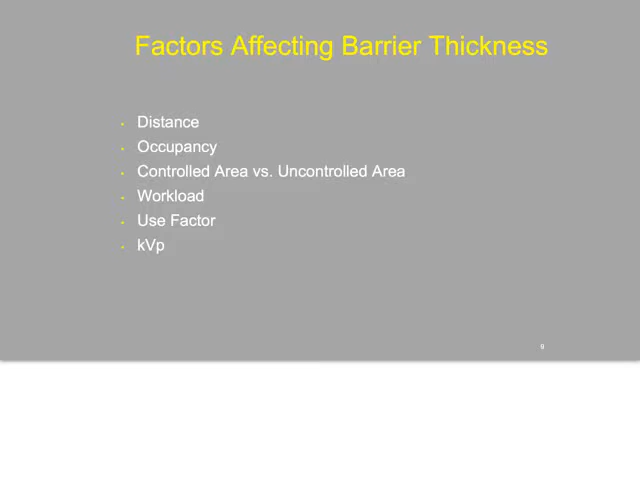 Factors Affecting Barrier Thickness
• Distance
• Occupancy
• Controlled Area vs. Uncontrolled Area
• Workload
• Use Factor
• kVp
9